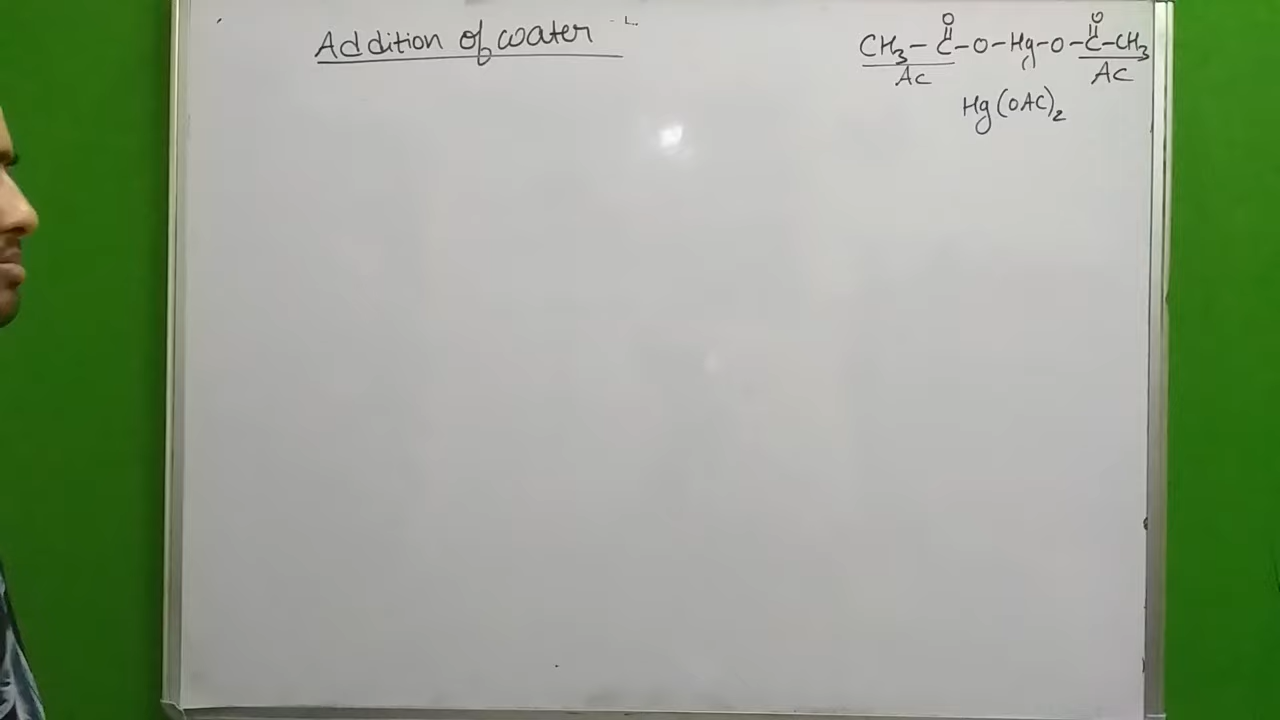 Addition of water :-
O O
CH₃-C-O-Hg-O-C-CH₃
Ac Ac
Hg(OAC)₂